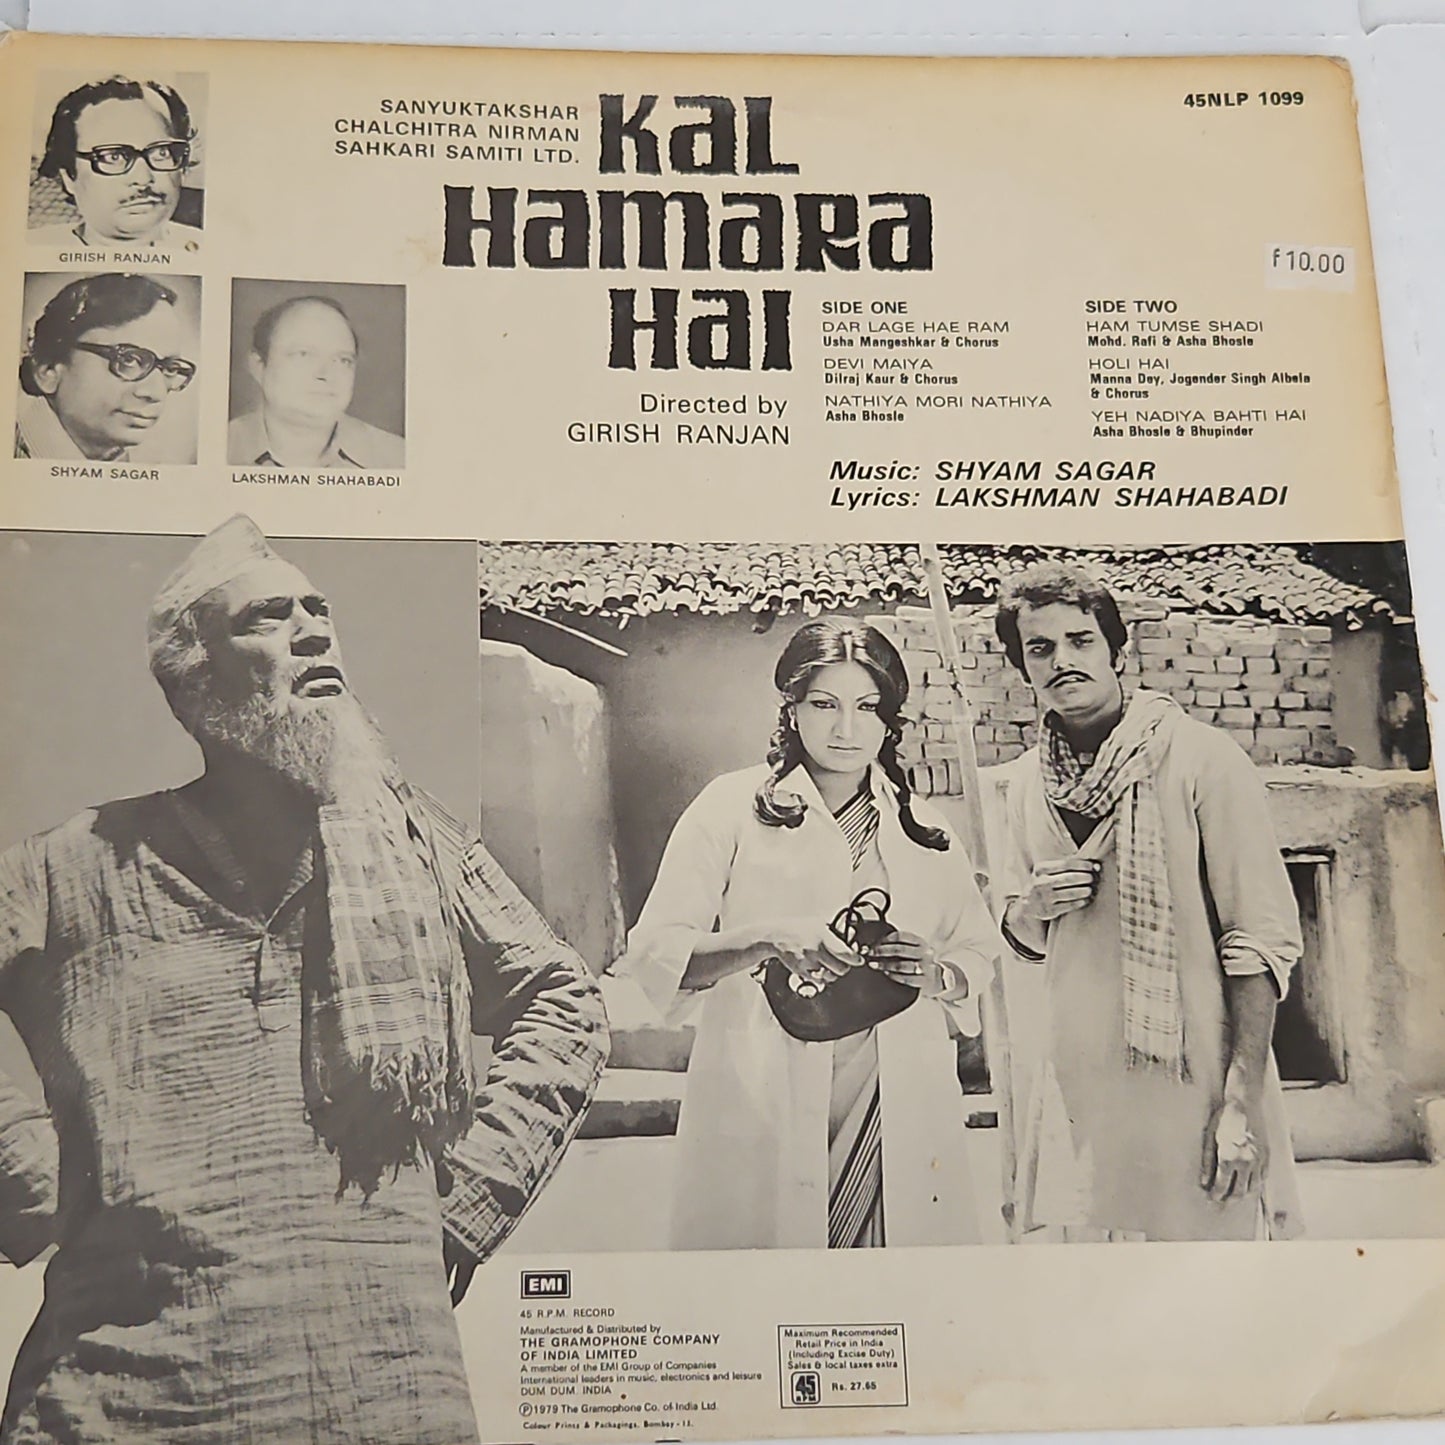 SANYUKTAKSHAR
CHALCHITRA NIRMAN
SAHKARI SAMITI LTD.
KAL
HAMARA
HAI
45NLP 1099
f10.00
GIRISH RANJAN
SHYAM SAGAR
LAKSHMAN SHAHABADI
Directed by
GIRISH RANJAN
SIDE ONE
DAR LAGE HAE RAM
Usha Mangeshkar & Chorus
DEVI MAIYA
Dilraj Kaur & Chorus
NATHIYA MORI NATHIYA
Asha Bhosle
SIDE TWO
HAM TUMSE SHADI
Mohd. Rafi & Asha Bhosle
HOLI HAI
Manna Dey, Jogender Singh Albela
& Chorus
YEH NADIYA BAHTI HAI
Asha Bhosle & Bhupinder
Music: SHYAM SAGAR
Lyrics: LAKSHMAN SHAHABADI
EMI
45 R.P.M. RECORD
Manufactured & Distributed by
THE GRAMOPHONE COMPANY
OF INDIA LIMITED
A member of the EMI Group of Companies
International leaders in music, electronics and leisure
DUM DUM. INDIA
Ⓟ1979 The Gramophone Co. of India Ltd.
Colour Prints & Packagings, Bombay-11.
Maximum Recommended
Retail Price in India
(Including Excise Duty)
Sales & local taxes extra
45
RPM
Rs. 27.65